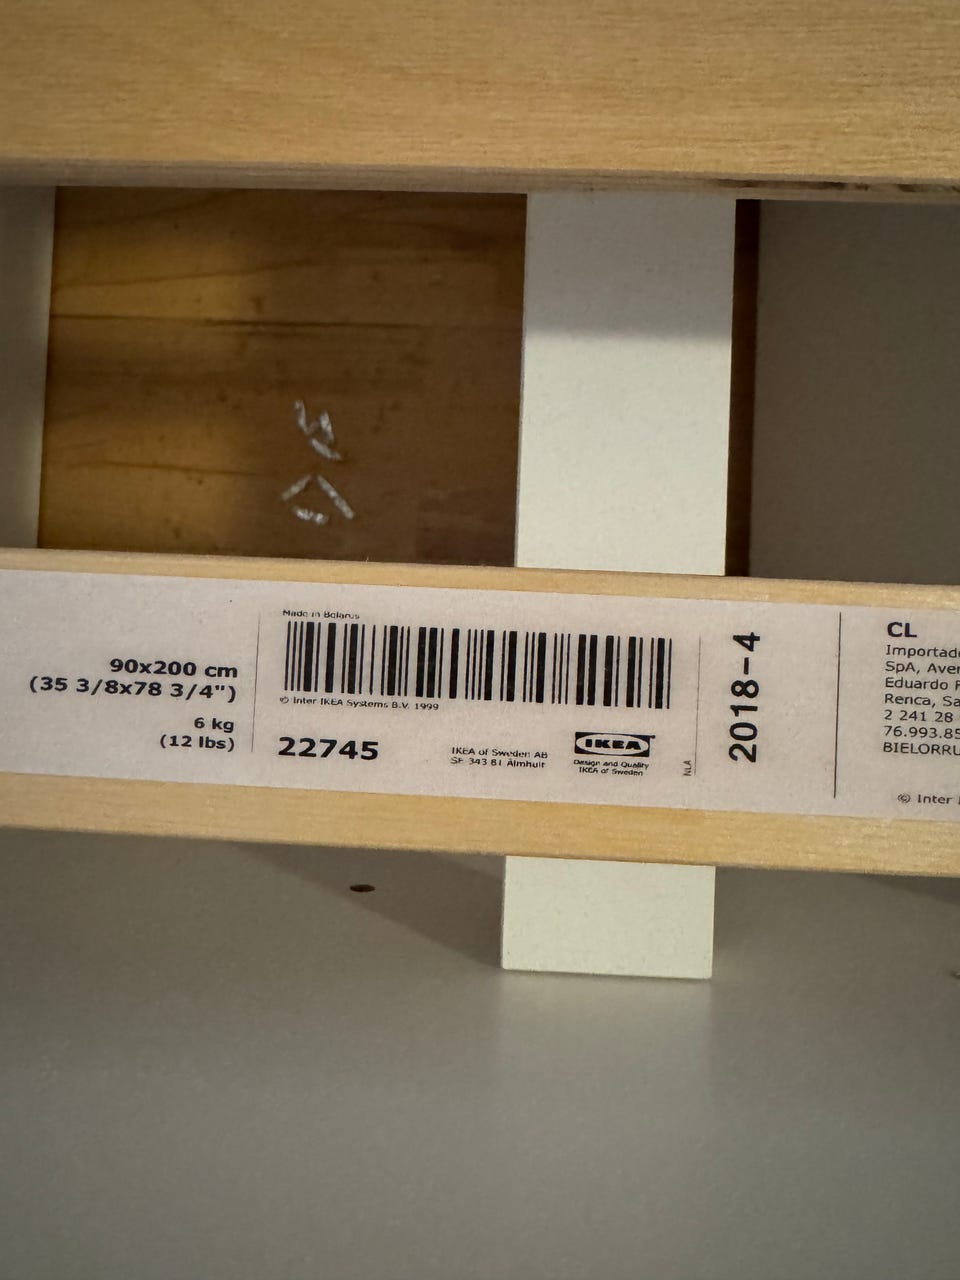 90x200 cm
(35 3/8x78 3/4")
6 kg
(12 lbs)
Made in Belarus
© Inter IKEA Systems B.V. 1999
22745
IKEA of Sweden AB
SE 343 81 Älmhult
IKEA
Design and Quality
IKEA of Sweden
NLA
2018-4
CL
Importado
SpA, Aven
Eduardo F
Renca, Sa
2 241 28
76.993.85
BIELORRU
© Inter